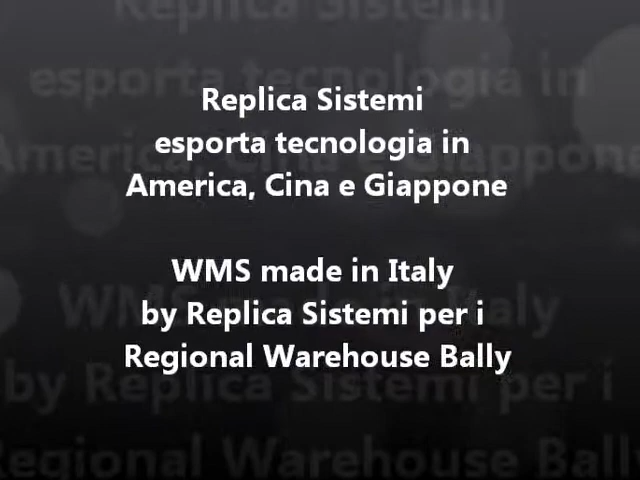 Replica Sistemi
esporta tecnologia in
America, Cina e Giappone
WMS made in Italy
by Replica Sistemi per i
Regional Warehouse Bally